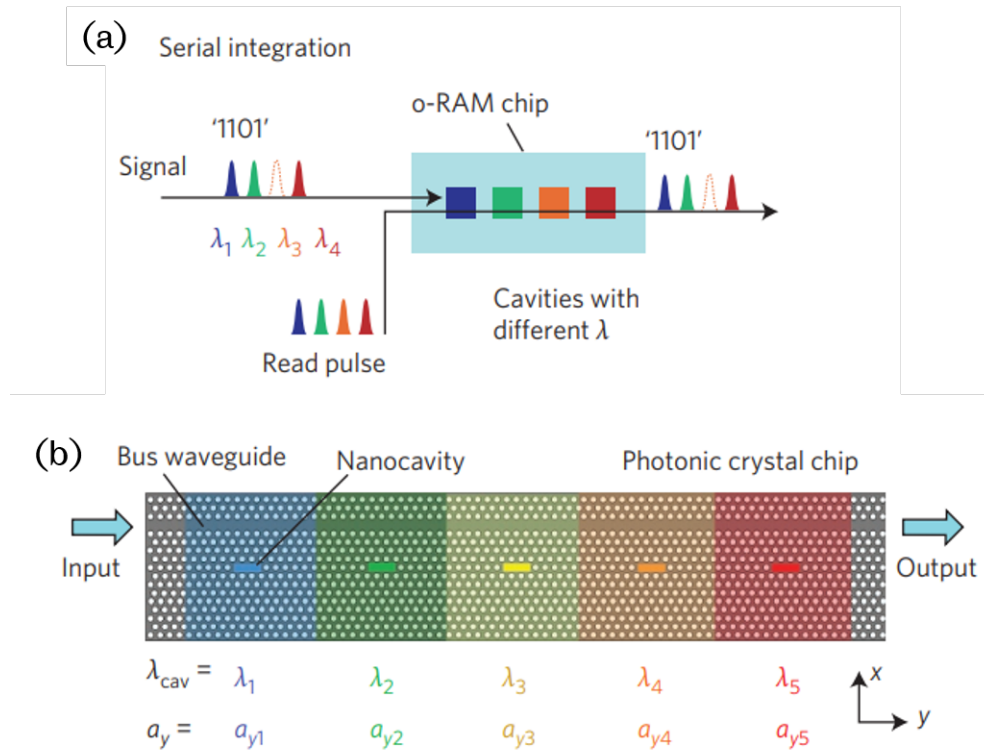 (a) Serial integration
o-RAM chip
'1101' '1101'
Signal
λ1 λ2 λ3 λ4
Cavities with
different λ
Read pulse
(b) Bus waveguide Nanocavity Photonic crystal chip
Input Output
λcav = λ1 λ2 λ3 λ4 λ5 x
ay = ay1 ay2 ay3 ay4 ay5 y